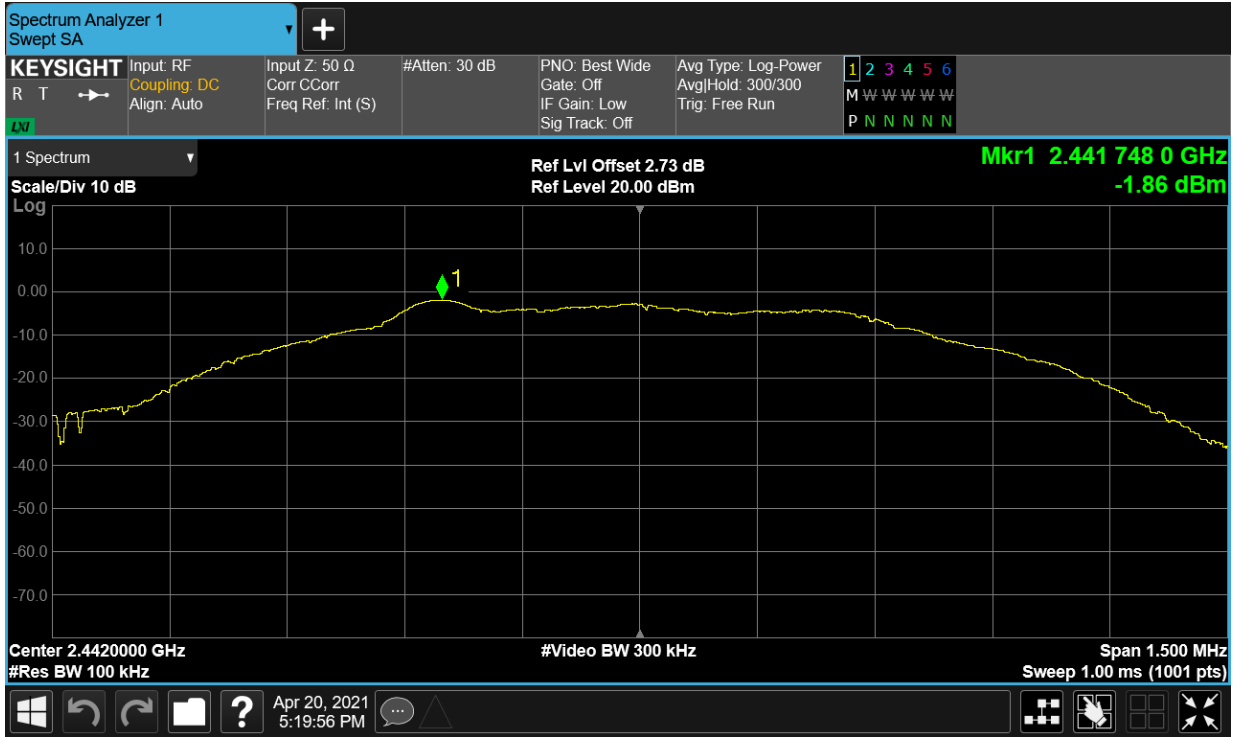 Spectrum Analyzer 1
Swept SA
KEYSIGHT
R T
LXI
Input: RF
Coupling: DC
Align: Auto
Input Z: 50 Ω
Corr CCorr
Freq Ref: Int (S)
#Atten: 30 dB
PNO: Best Wide
Gate: Off
IF Gain: Low
Sig Track: Off
Avg Type: Log-Power
Avg|Hold: 300/300
Trig: Free Run
1 2 3 4 5 6
M W W W W W
P N N N N N
1 Spectrum
Scale/Div 10 dB
Log
Ref Lvl Offset 2.73 dB
Ref Level 20.00 dBm
Mkr1 2.441 748 0 GHz
-1.86 dBm
10.0
0.00
-10.0
-20.0
-30.0
-40.0
-50.0
-60.0
-70.0
1
Center 2.4420000 GHz
#Res BW 100 kHz
#Video BW 300 kHz
Span 1.500 MHz
Sweep 1.00 ms (1001 pts)
?
Apr 20, 2021
5:19:56 PM